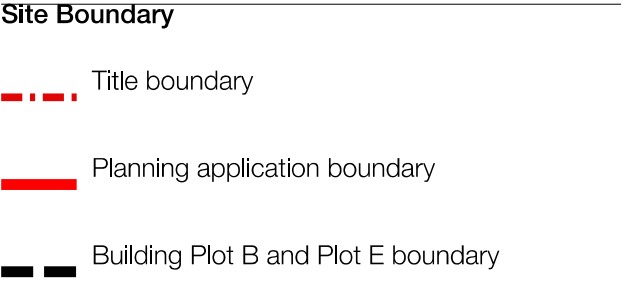 Site Boundary
Title boundary
Planning application boundary
Building Plot B and Plot E boundary